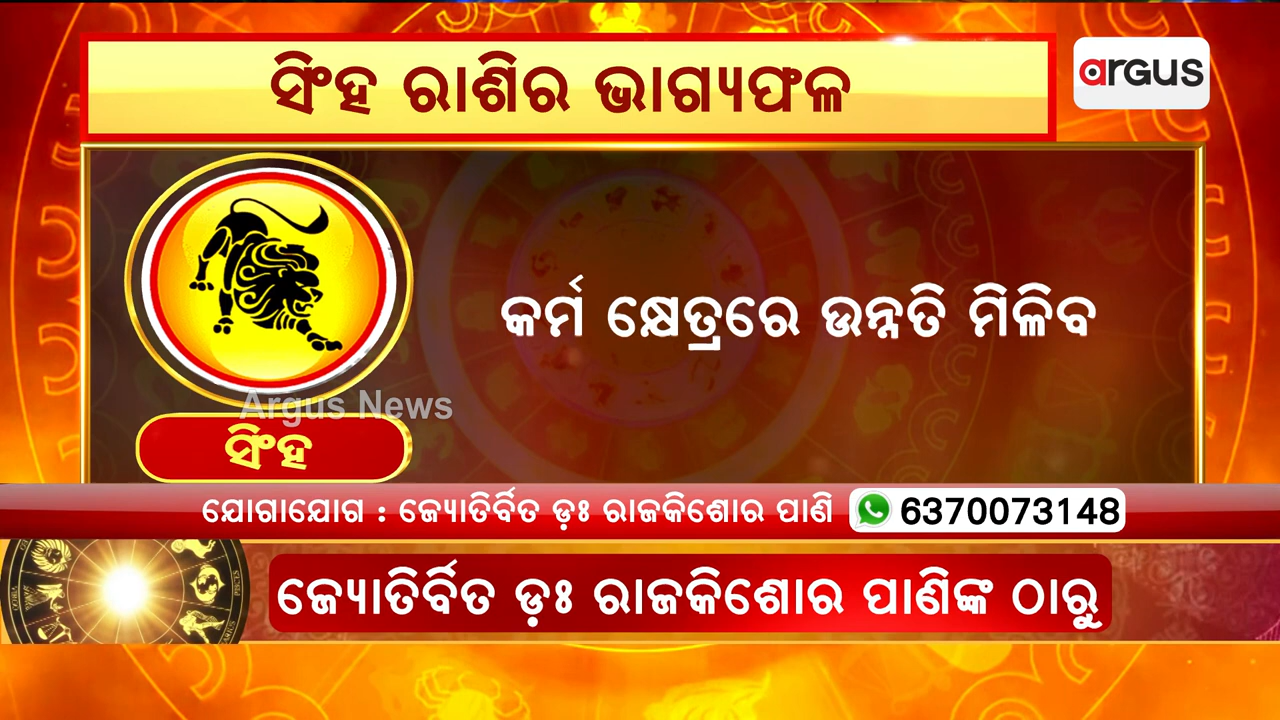 ସିଂହ ରାଶିର ଭାଗ୍ୟଫଳ
argus
କର୍ମ କ୍ଷେତ୍ରରେ ଉନ୍ନତି ମିଳିବ
Argus News
ସିଂହ
ଯୋଗାଯୋଗ : ଜ୍ୟୋତିର୍ବିତ ଡ଼ଃ ରାଜକିଶୋର ପାଣି 6370073148
ଜ୍ୟୋତିର୍ବିତ ଡ଼ଃ ରାଜକିଶୋର ପାଣିଙ୍କ ଠାରୁ